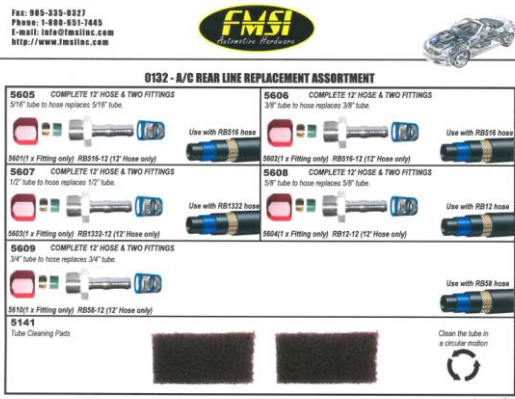 Fax: 905-335-0327
Phone: 1-800-651-7445
E-mail: info@fmsiinc.com
http://www.fmsiinc.com
FMSI
Automotive Hardware
0132 - A/C REAR LINE REPLACEMENT ASSORTMENT
5605 COMPLETE 12' HOSE & TWO FITTINGS
5/16" tube to hose replaces 5/16" tube.
Use with RB516 hose
5601(1 x Fitting only) RB516-12 (12' Hose only)
5606 COMPLETE 12' HOSE & TWO FITTINGS
3/8" tube to hose replaces 3/8" tube.
Use with RB516 hose
5602(1 x Fitting only) RB516-12 (12' Hose only)
5607 COMPLETE 12' HOSE & TWO FITTINGS
1/2" tube to hose replaces 1/2" tube.
Use with RB1332 hose
5603(1 x Fitting only) RB1332-12 (12' Hose only)
5608 COMPLETE 12' HOSE & TWO FITTINGS
5/8" tube to hose replaces 5/8" tube.
Use with RB12 hose
5604(1 x Fitting only) RB12-12 (12' Hose only)
5609 COMPLETE 12' HOSE & TWO FITTINGS
3/4" tube to hose replaces 3/4" tube.
Use with RB58 hose
5610(1 x Fitting only) RB58-12 (12' Hose only)
5141
Tube Cleaning Pads
Clean the tube in
a circular motion